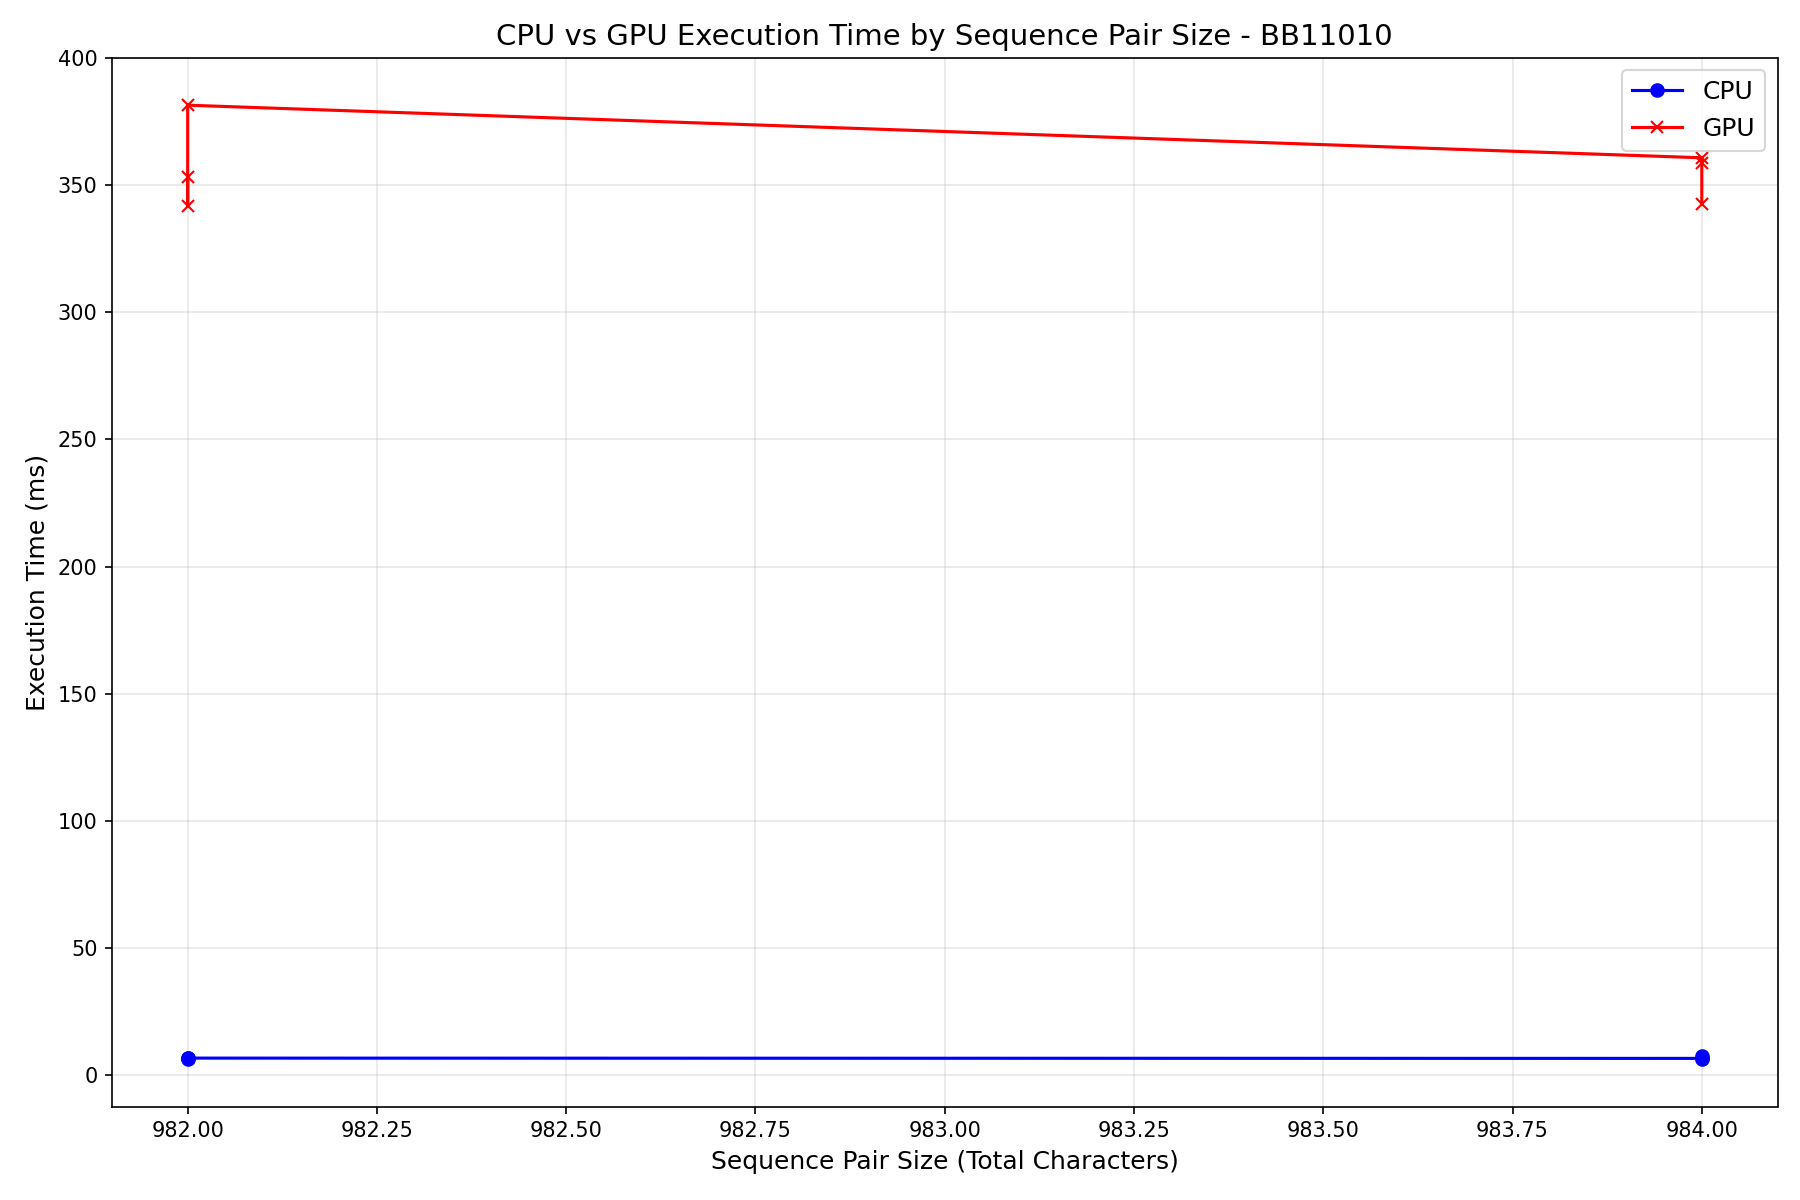 CPU vs GPU Execution Time by Sequence Pair Size - BB11010
CPU
GPU
Execution Time (ms)
400
350
300
250
200
150
100
50
0
982.00 982.25 982.50 982.75 983.00 983.25 983.50 983.75 984.00
Sequence Pair Size (Total Characters)